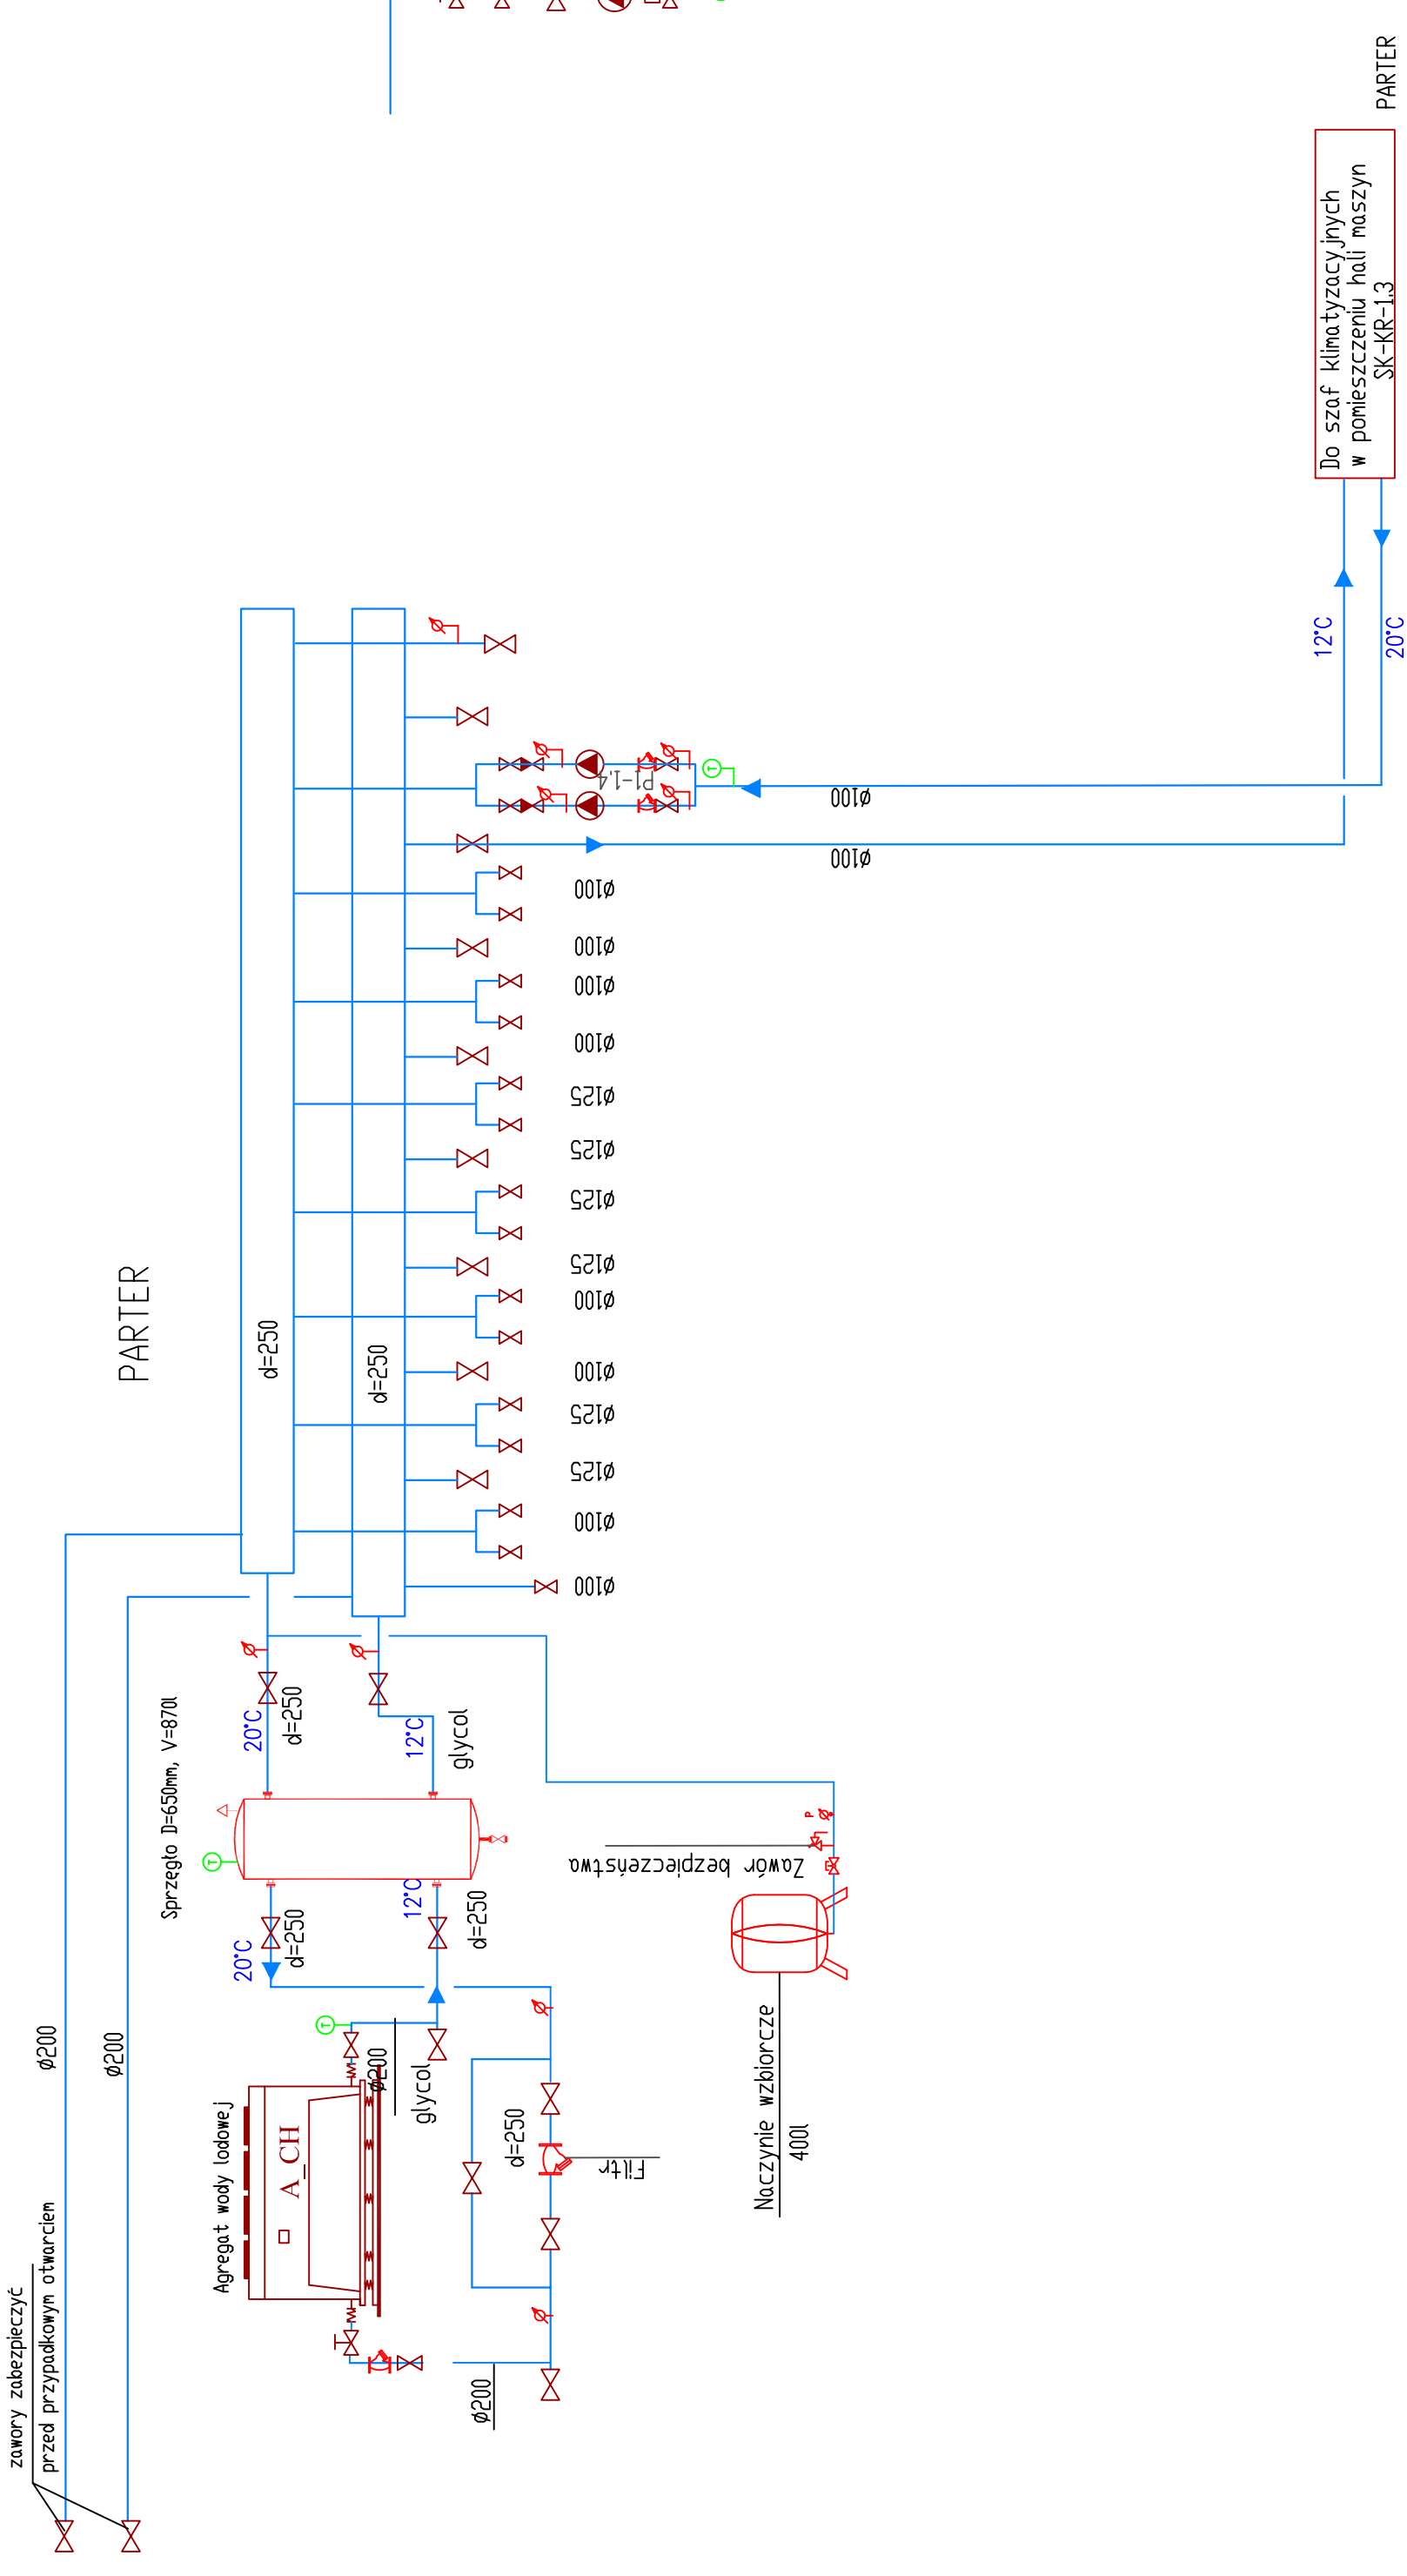 PARTER
Do szaf klimatyzacyjnych
w pomieszczeniu hali maszyn
SK-KR-1.3
12°C
20°C
P1-1.4
T
ø100
ø100
ø100
ø100
ø100
ø100
ø125
ø125
ø125
ø125
ø100
ø100
ø125
ø125
ø100
ø100
PARTER
d=250
d=250
Sprzęgło D=650mm, V=870l
20°C
d=250
12°C
glycol
T
P
Zawór bezpieczeństwa
20°C
d=250
12°C
d=250
ø200
ø200
T
ø200
glycol
Agregat wody lodowej
A_CH
d=250
Filtr
Naczynie wzbiorcze
400l
ø200
zawory zabezpieczyć
przed przypadkowym otwarciem